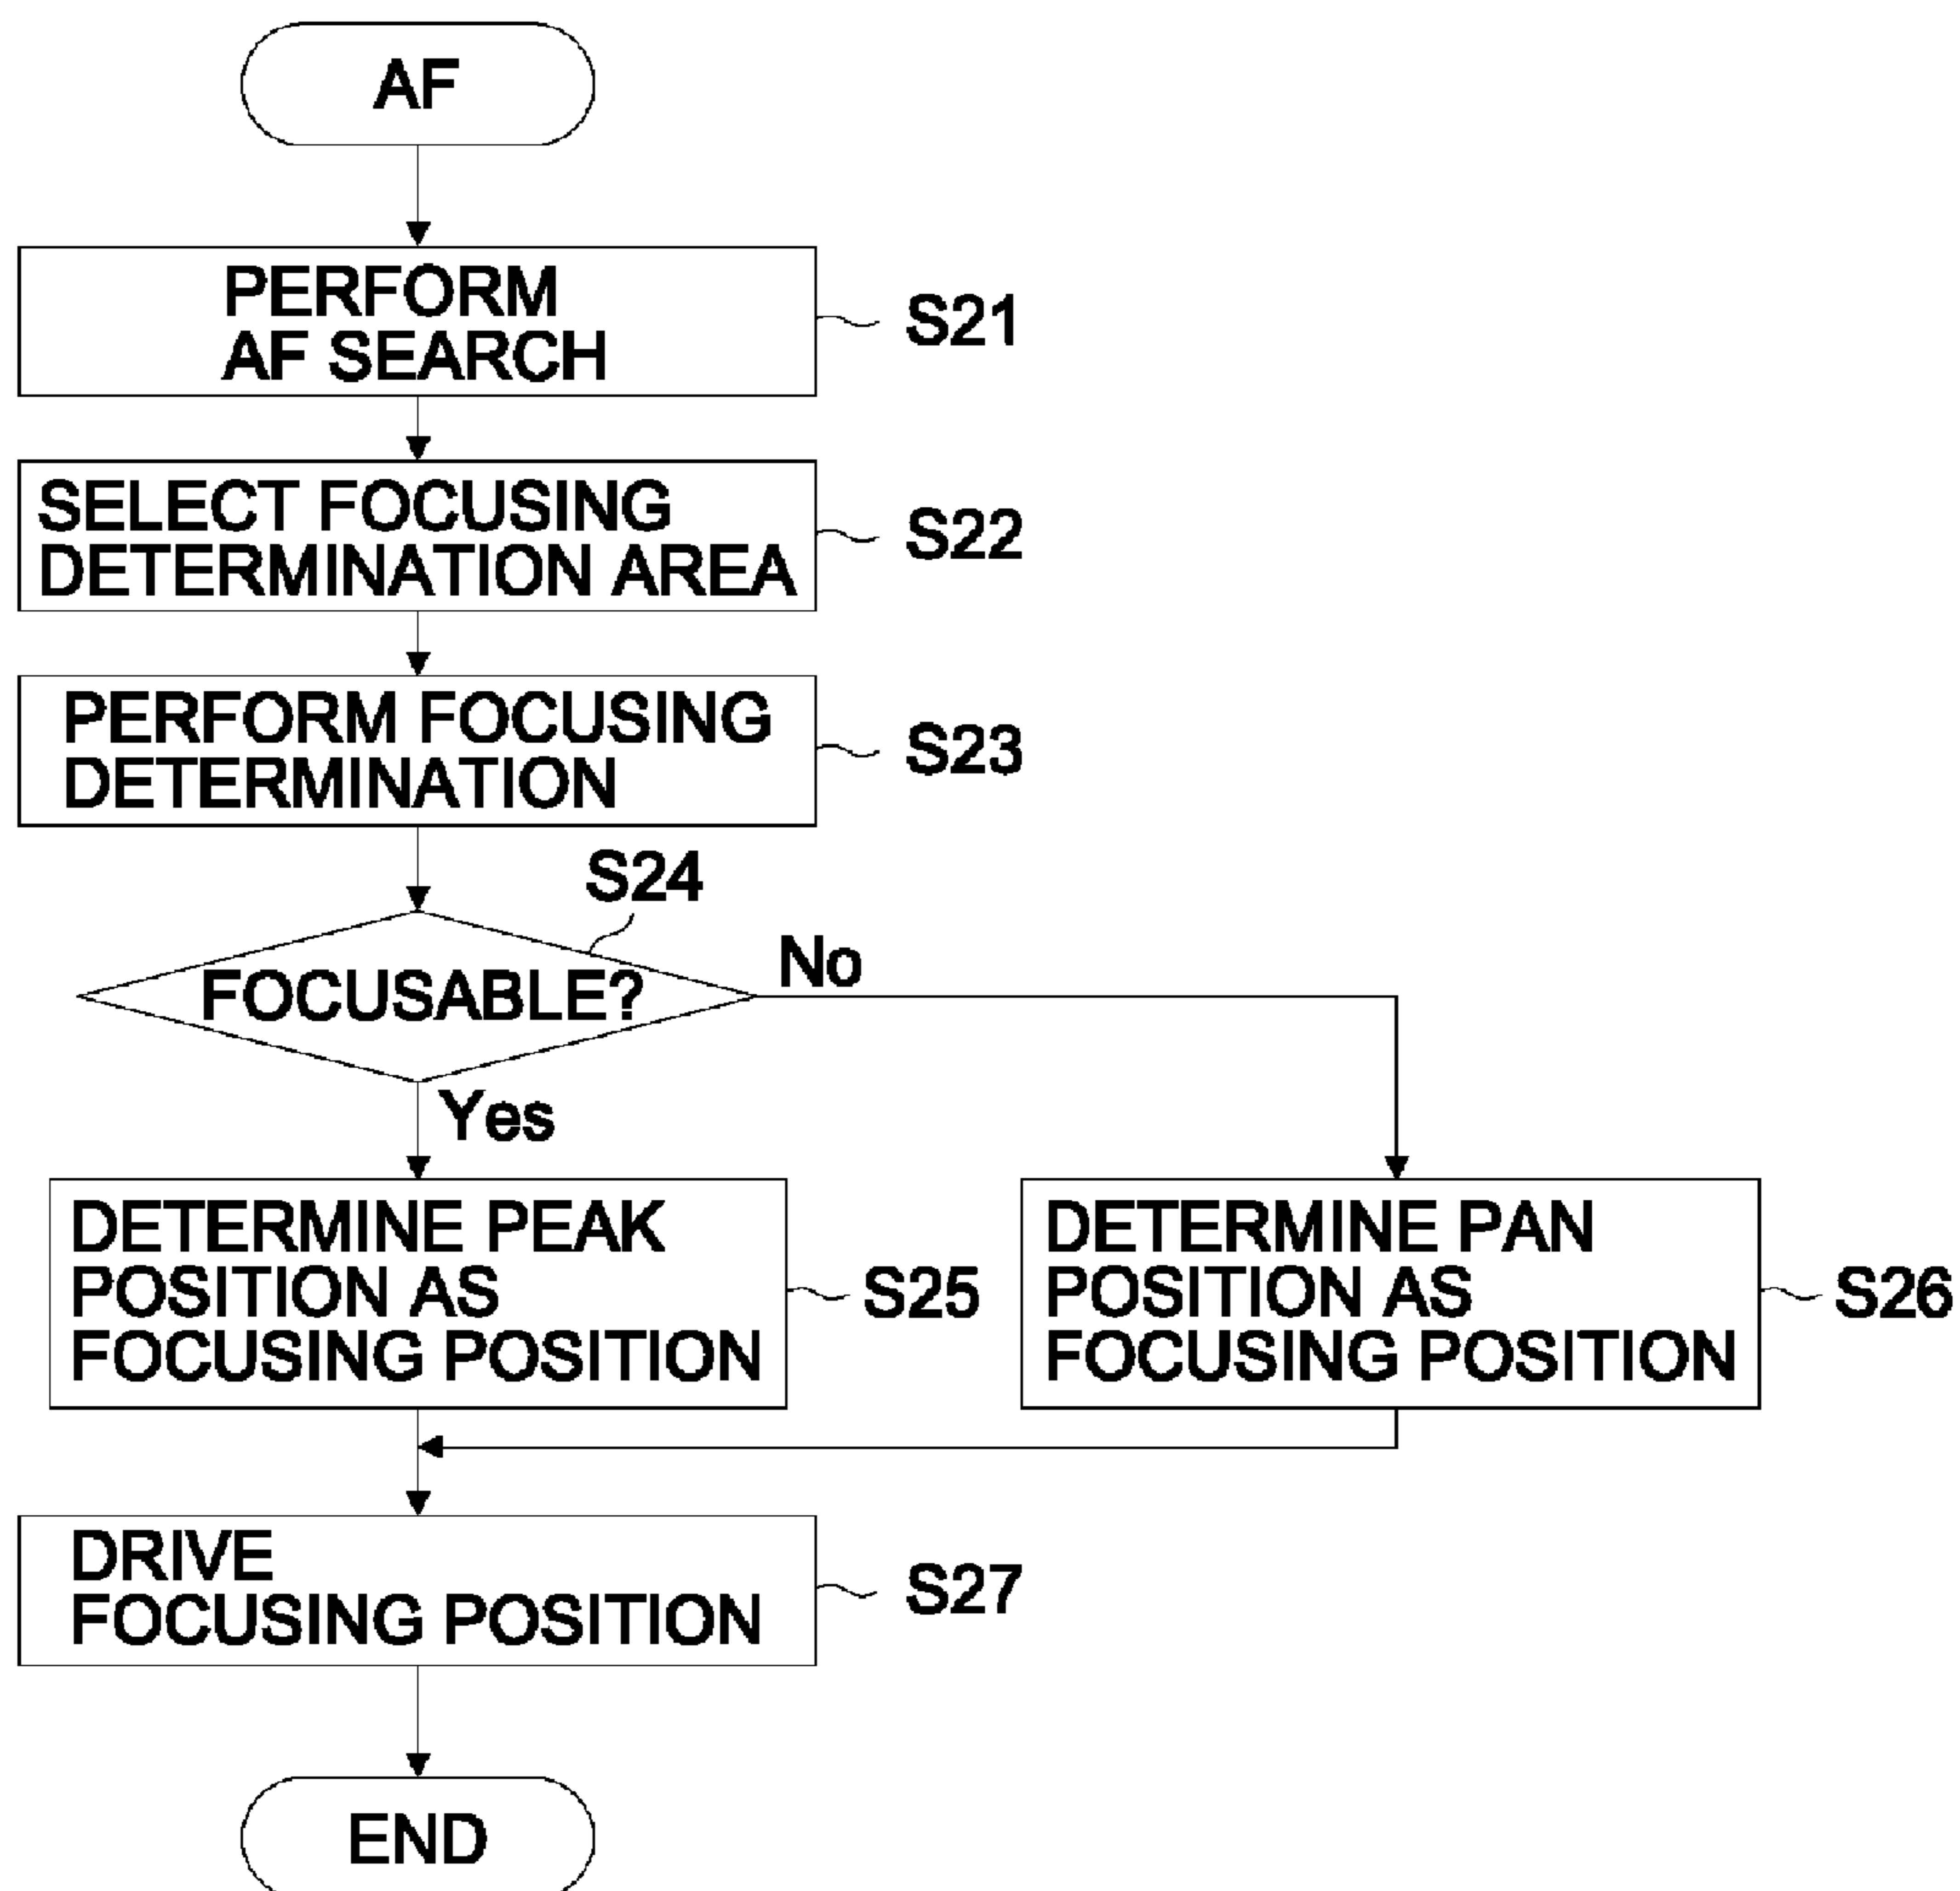 AF
PERFORM
AF SEARCH
S21
SELECT FOCUSING
DETERMINATION AREA
S22
PERFORM FOCUSING
DETERMINATION
S23
S24
FOCUSABLE?
No
Yes
DETERMINE PEAK
POSITION AS
FOCUSING POSITION
S25
DETERMINE PAN
POSITION AS
FOCUSING POSITION
S26
DRIVE
FOCUSING POSITION
S27
END